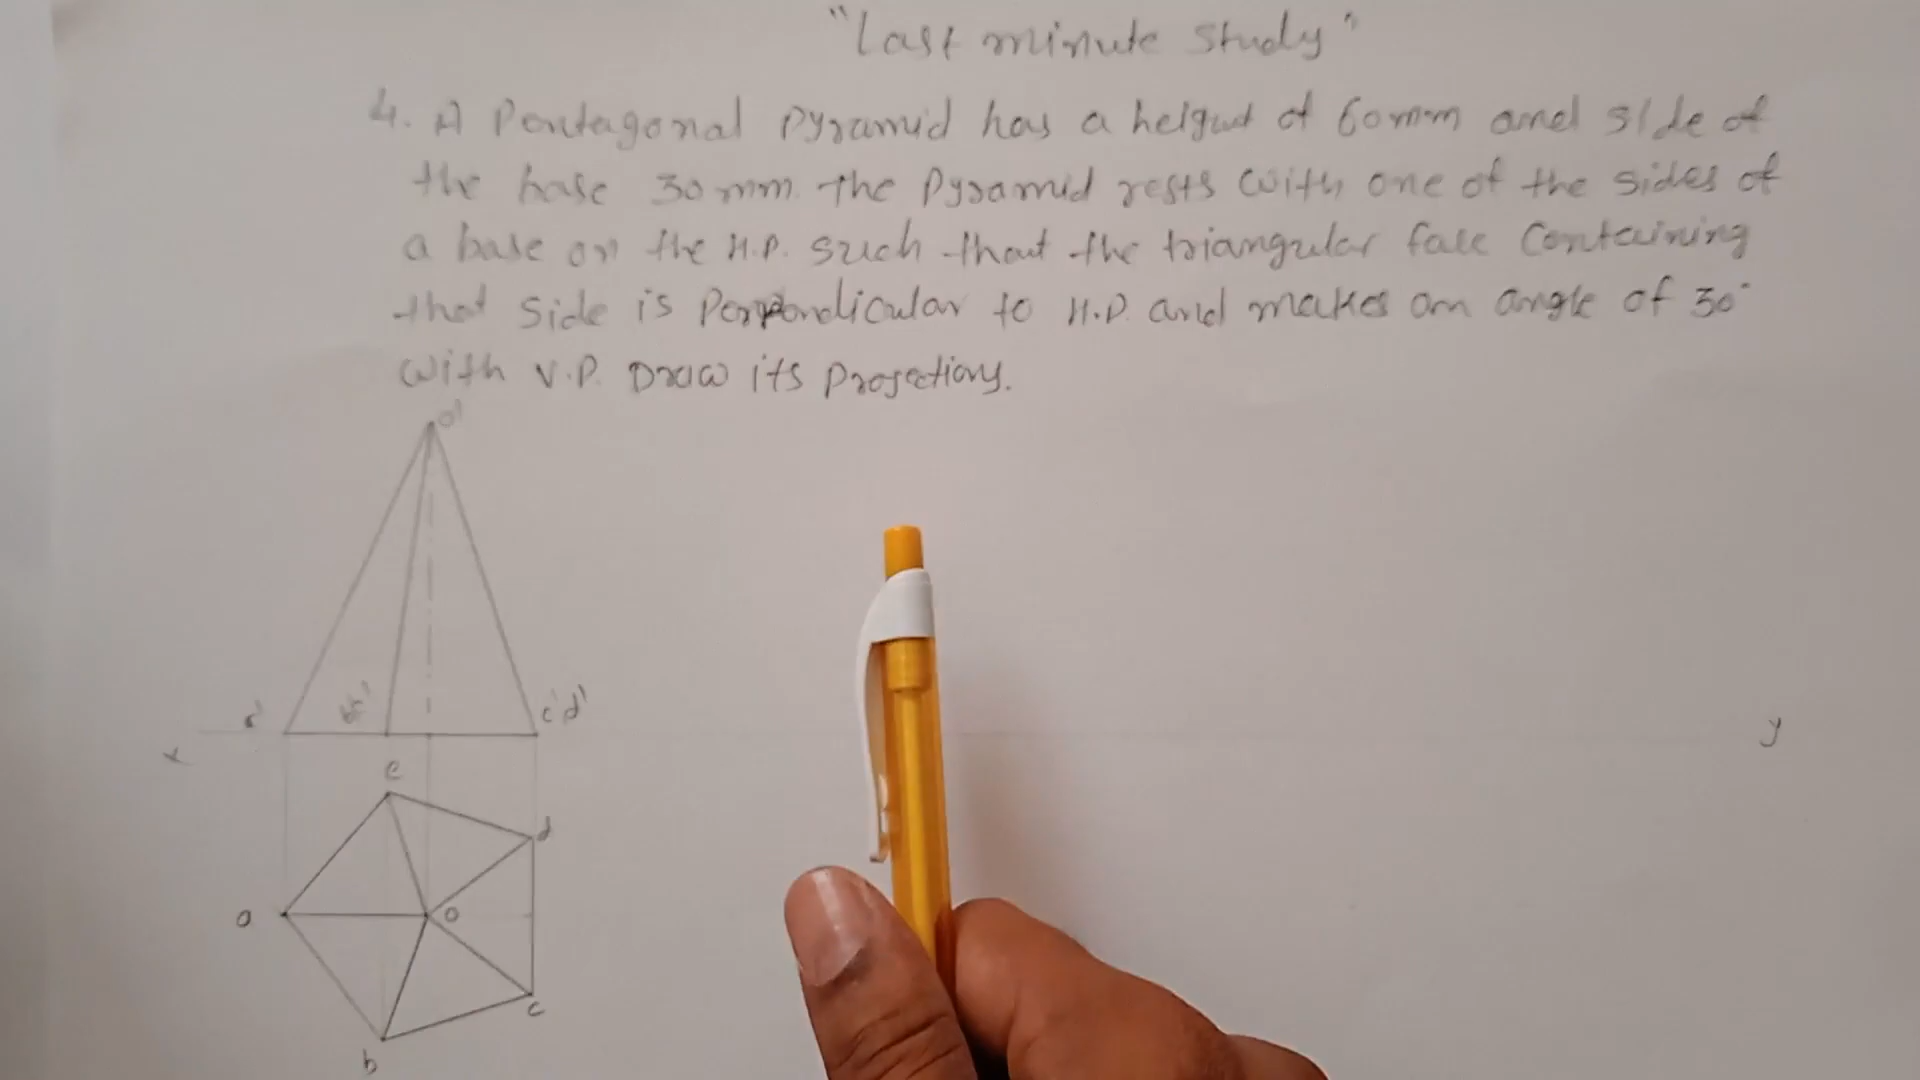 "Last minute study"
4. A Pentagonal pyramid has a height of 60mm and side of
the base 30mm. the pyramid rests with one of the sides of
a base on the H.P. such that the triangular face containing
that side is Perpendicular to H.P. and makes an angle of 30°
with V.P. Draw its projections.
o'
c'd'
x
y
e
d
a
o
c
b